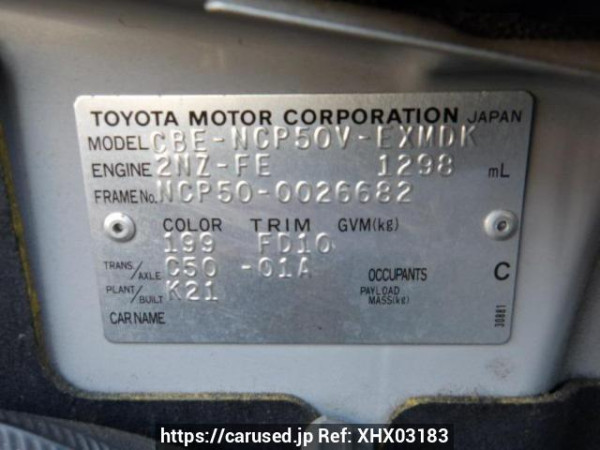 TOYOTA MOTOR CORPORATION JAPAN
MODEL CBE-NCP50V-EXMDK
ENGINE 2NZ-FE 1298 mL
FRAME No. NCP50-0026682
COLOR TRIM GVM(kg)
199 FD10
TRANS/AXLE C50 -01A OCCUPANTS C
PLANT/BUILT K21 PAYLOAD MASS(kg)
CAR NAME
30881
https://carused.jp Ref: XHX03183